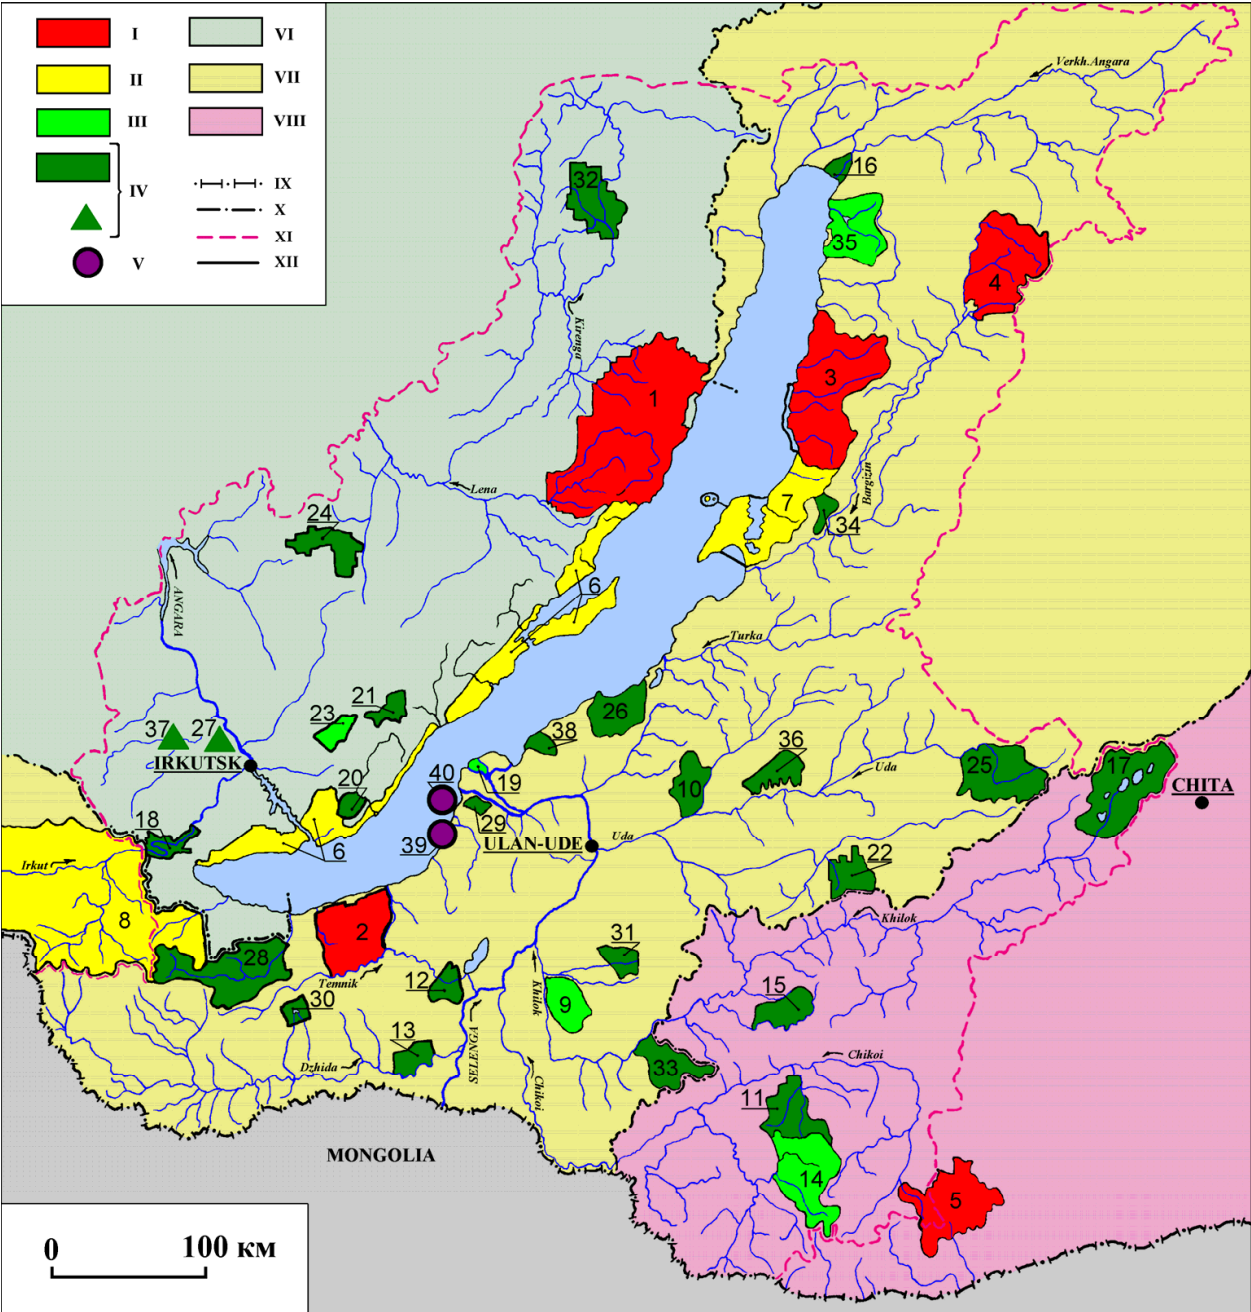 I
II
III
IV
V
VI
VII
VIII
IX
X
XI
XII
Verkh.Angara
16
32
35
4
Kirenga
3
1
Lena
Bargizin
7
34
24
6
ANGARA
Turka
21
23
37
27
26
38
36
IRKUTSK
40
19
10
Uda
25
17
CHITA
20
29
18
39
ULAN-UDE
Uda
6
22
Irkut
8
2
Khilok
28
31
Temnik
12
9
Khilok
15
30
13
SELENGA
Dzhida
Chikoi
33
Chikoi
11
MONGOLIA
14
5
0
100 км